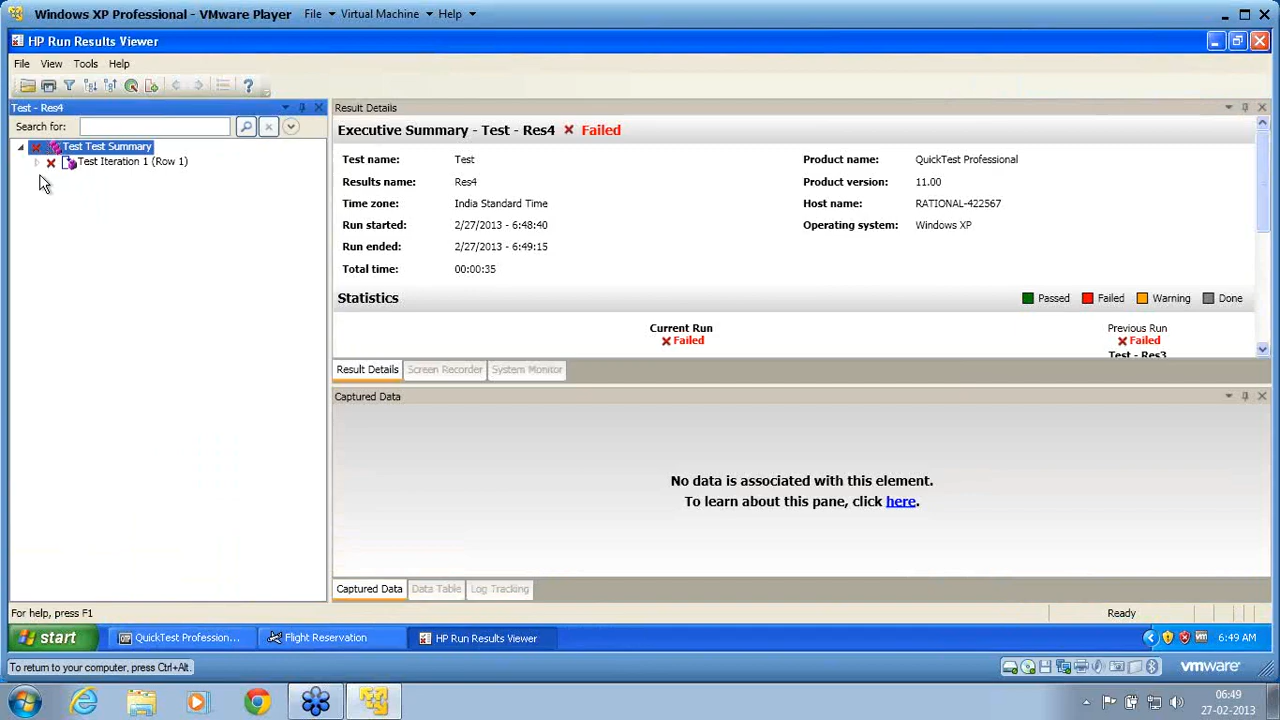 Windows XP Professional - VMware Player File Virtual Machine Help
HP Run Results Viewer
File View Tools Help
Test - Res4
Search for:
Test Test Summary
Test Iteration 1 (Row 1)
Result Details
Executive Summary - Test - Res4 Failed
Test name: Test Product name: QuickTest Professional
Results name: Res4 Product version: 11.00
Time zone: India Standard Time Host name: RATIONAL-422567
Run started: 2/27/2013 - 6:48:40 Operating system: Windows XP
Run ended: 2/27/2013 - 6:49:15
Total time: 00:00:35
Statistics Passed Failed Warning Done
Current Run Previous Run
Failed Failed
Test - Res3
Result Details Screen Recorder System Monitor
Captured Data
No data is associated with this element.
To learn about this pane, click here.
Captured Data Data Table Log Tracking
For help, press F1 Ready
start QuickTest Profession... Flight Reservation HP Run Results Viewer 6:49 AM
To return to your computer, press Ctrl+Alt. vmware
06:49
27-02-2013